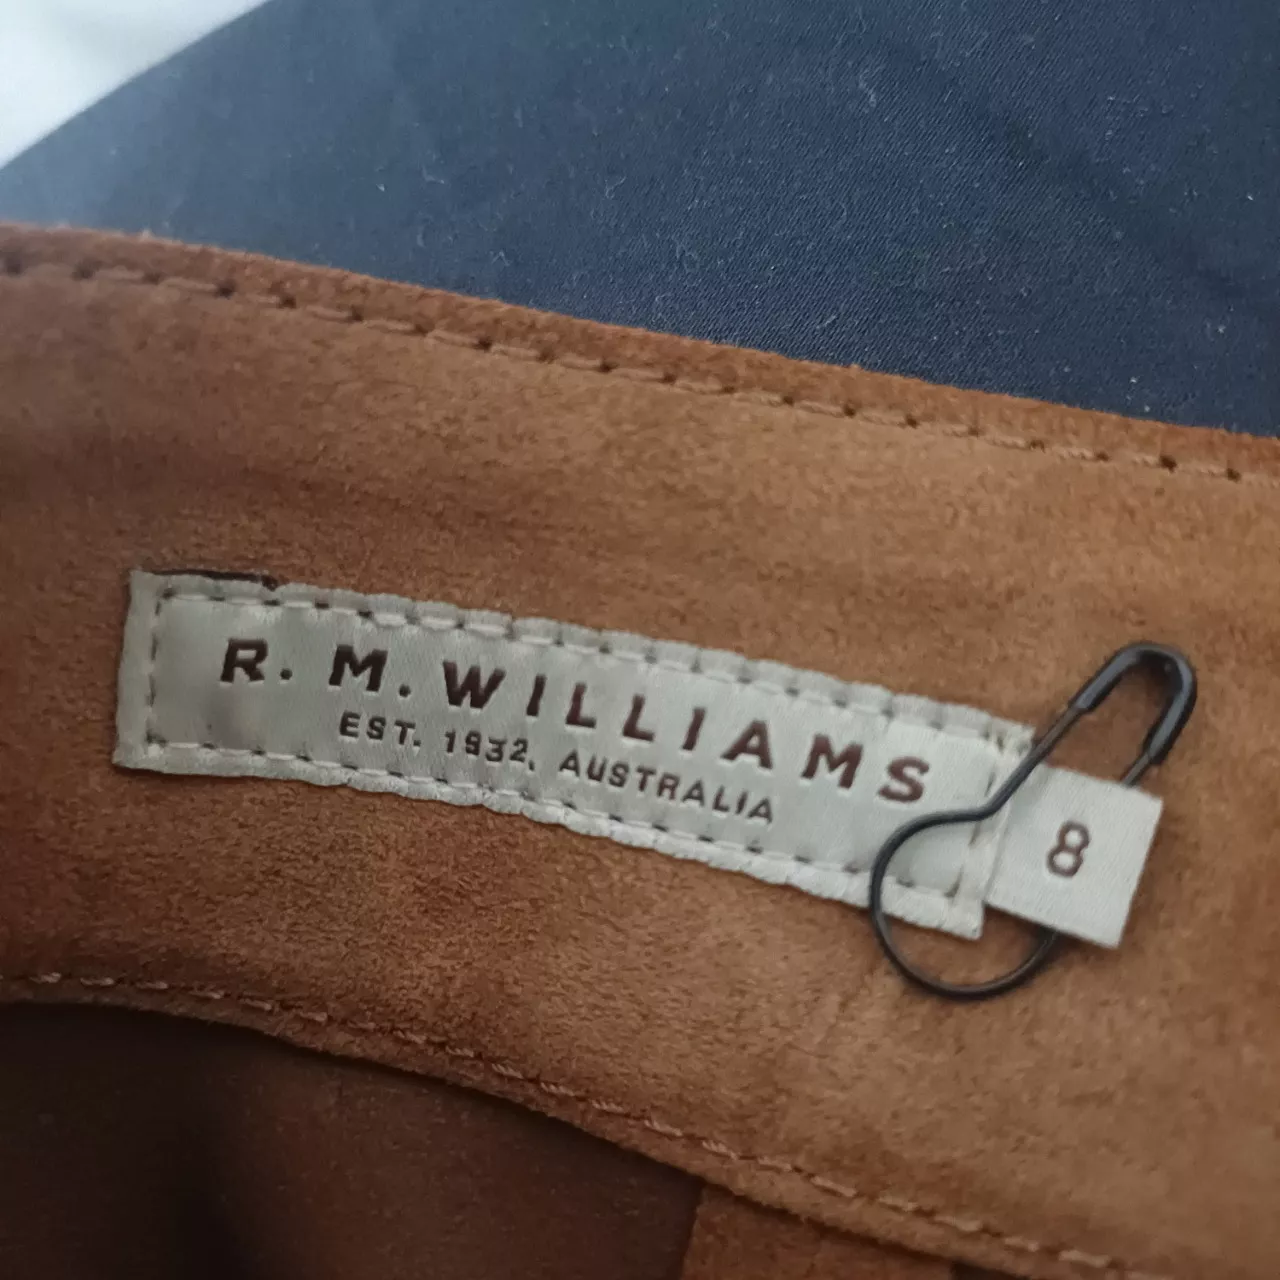 R. M. WILLIAMS
EST. 1932, AUSTRALIA
8